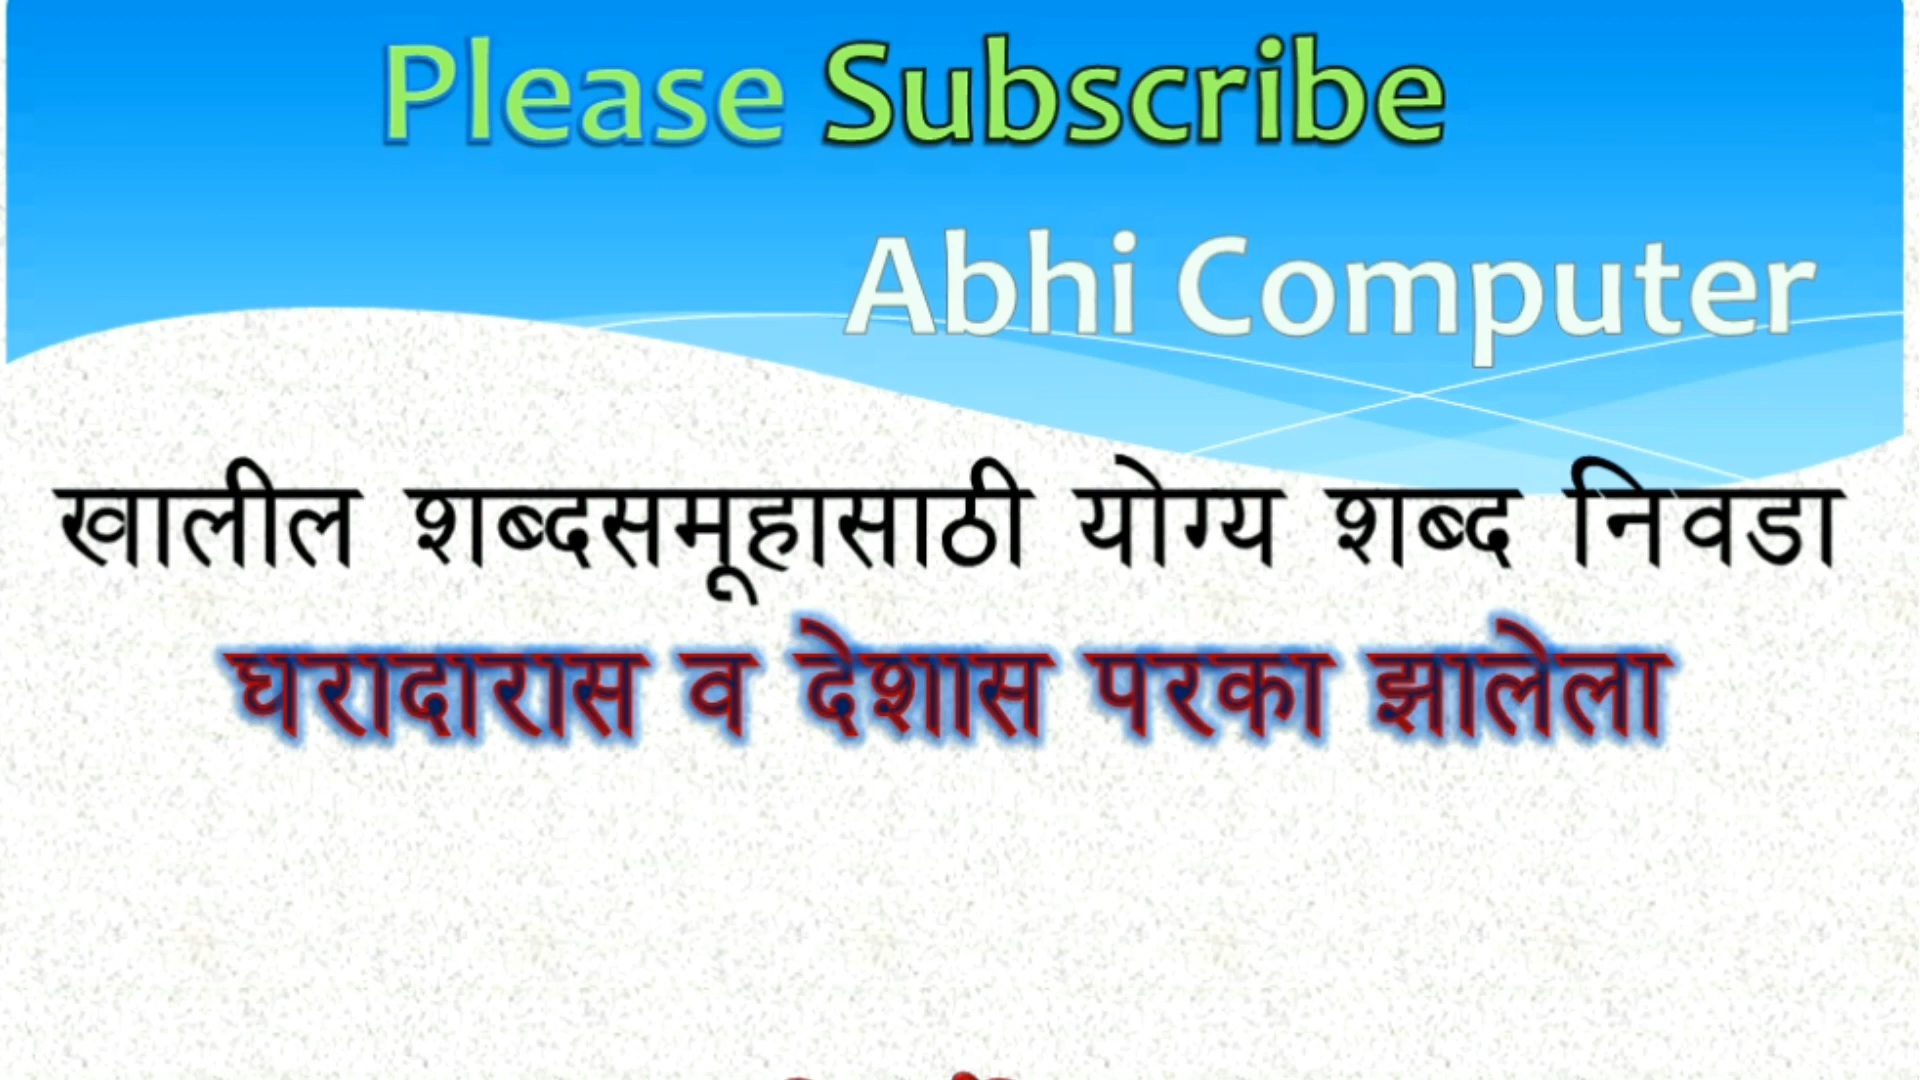 Please Subscribe
Abhi Computer
खालील शब्दसमूहासाठी योग्य शब्द निवडा
घरादारास व देशास परका झालेला